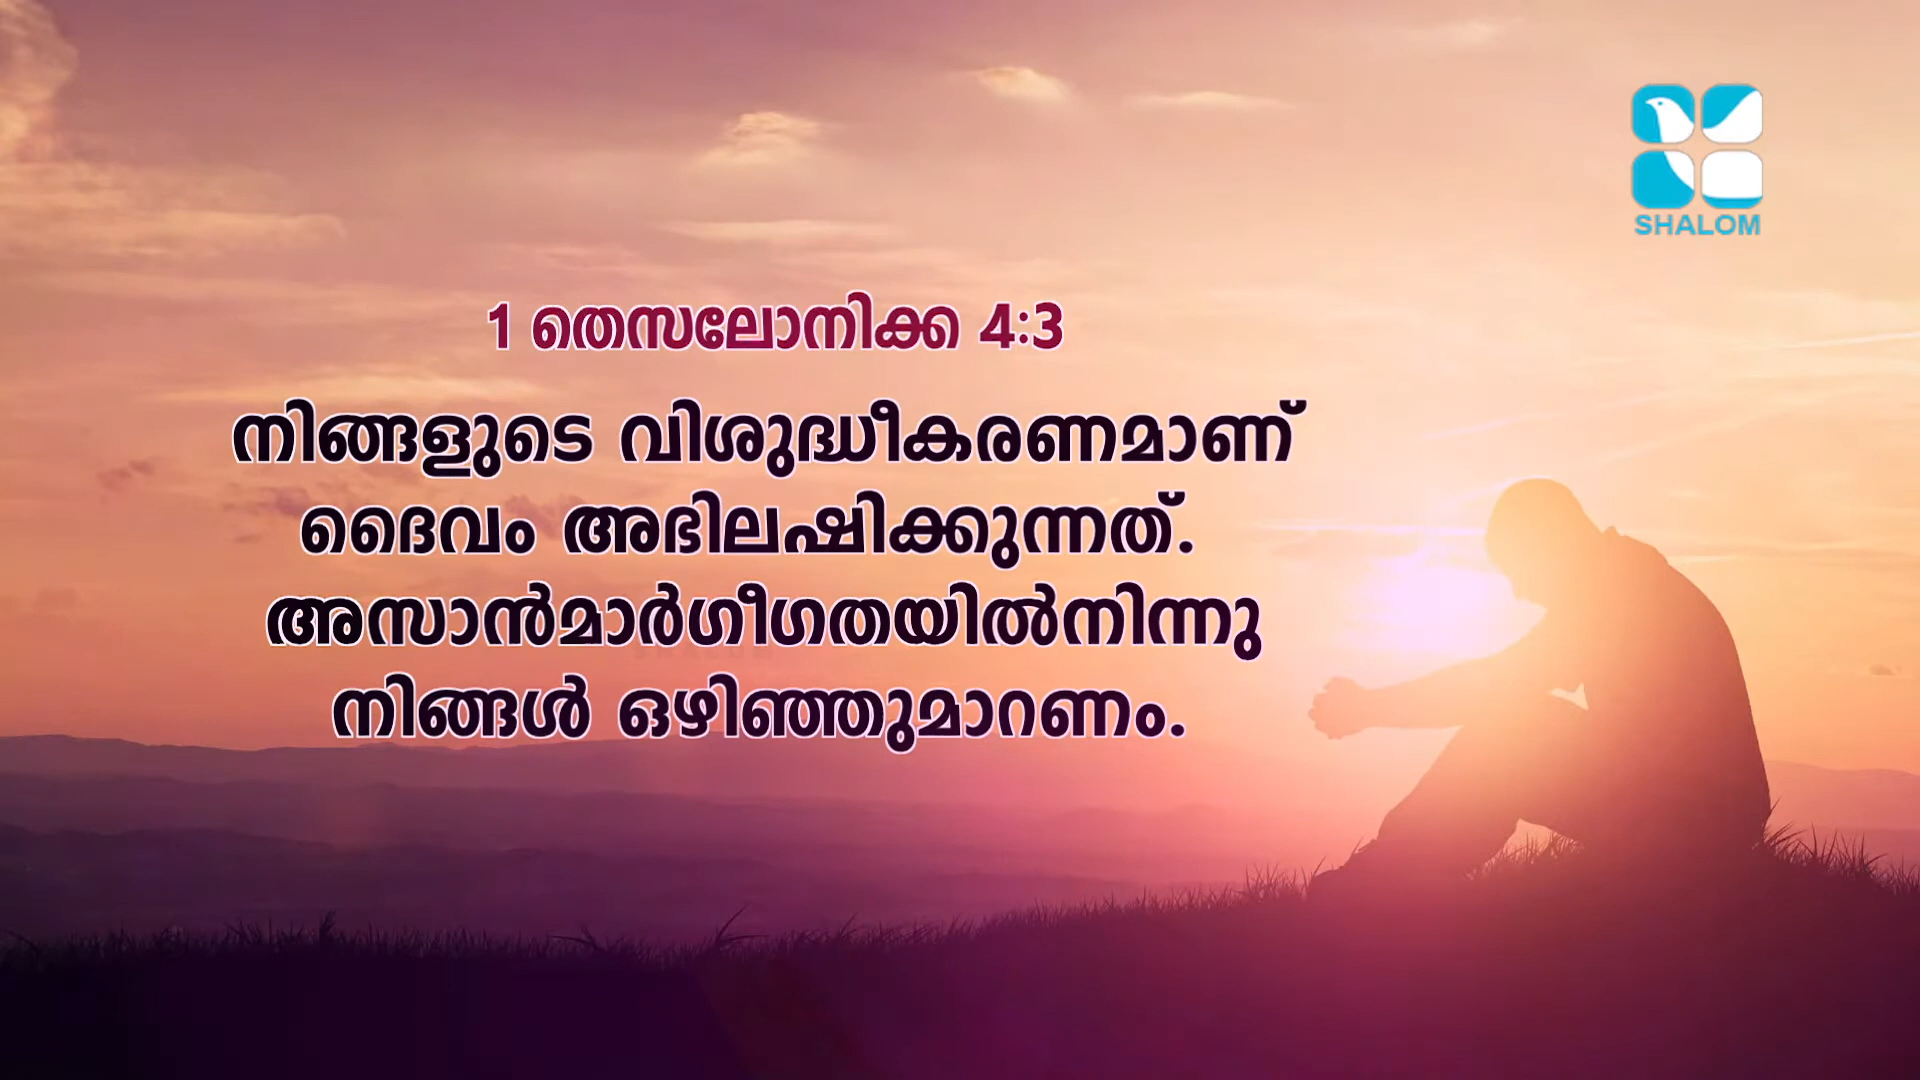 SHALOM
1 തെസലോനിക്ക 4:3
നിങ്ങളുടെ വിശുദ്ധീകരണമാണ്
ദൈവം അഭിലഷിക്കുന്നത്.
അസാൻമാർഗീഗതയിൽനിന്നു
നിങ്ങൾ ഒഴിഞ്ഞുമാറണം.